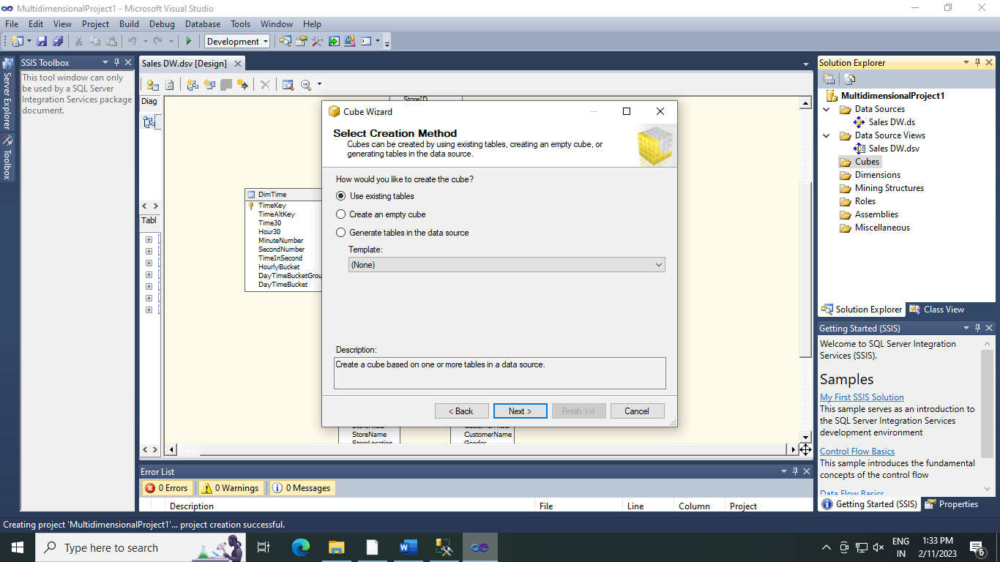 MultidimensionalProject1 - Microsoft Visual Studio
File Edit View Project Build Debug Database Tools Window Help
Development
Server Explorer
Toolbox
SSIS Toolbox
This tool window can only
be used by a SQL Server
Integration Services package
document.
Sales DW.dsv [Design]
Diag
Tabl
StoreID
DimTime
TimeKey
TimeAltKey
Time30
Hour30
MinuteNumber
SecondNumber
TimeInSecond
HourlyBucket
DayTimeBucketGrou
DayTimeBucket
Cube Wizard
Select Creation Method
Cubes can be created by using existing tables, creating an empty cube, or
generating tables in the data source.
How would you like to create the cube?
Use existing tables
Create an empty cube
Generate tables in the data source
Template:
(None)
Description:
Create a cube based on one or more tables in a data source.
< Back Next > Finish >>| Cancel
StoreName
CustomerName
Solution Explorer
MultidimensionalProject1
Data Sources
Sales DW.ds
Data Source Views
Sales DW.dsv
Cubes
Dimensions
Mining Structures
Roles
Assemblies
Miscellaneous
Solution Explorer Class View
Getting Started (SSIS)
Welcome to SQL Server Integration
Services (SSIS).
Samples
My First SSIS Solution
This sample serves as an introduction to
the SQL Server Integration Services
development environment
Control Flow Basics
This sample introduces the fundamental
concepts of the control flow
Data Flow Basics
Getting Started (SSIS) Properties
Error List
0 Errors 0 Warnings 0 Messages
Description File Line Column Project
Creating project 'MultidimensionalProject1'... project creation successful.
Type here to search
ENG
IN
1:33 PM
2/11/2023
6